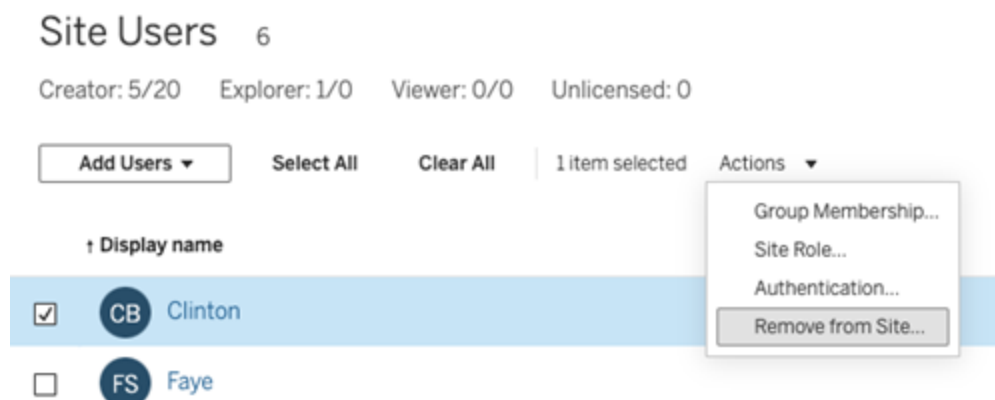 Site Users 6
Creator: 5/20 Explorer: 1/0 Viewer: 0/0 Unlicensed: 0
Add Users ▾ Select All Clear All 1 item selected Actions ▾
Group Membership...
Site Role...
Authentication...
Remove from Site...
↑ Display name
CB Clinton
FS Faye